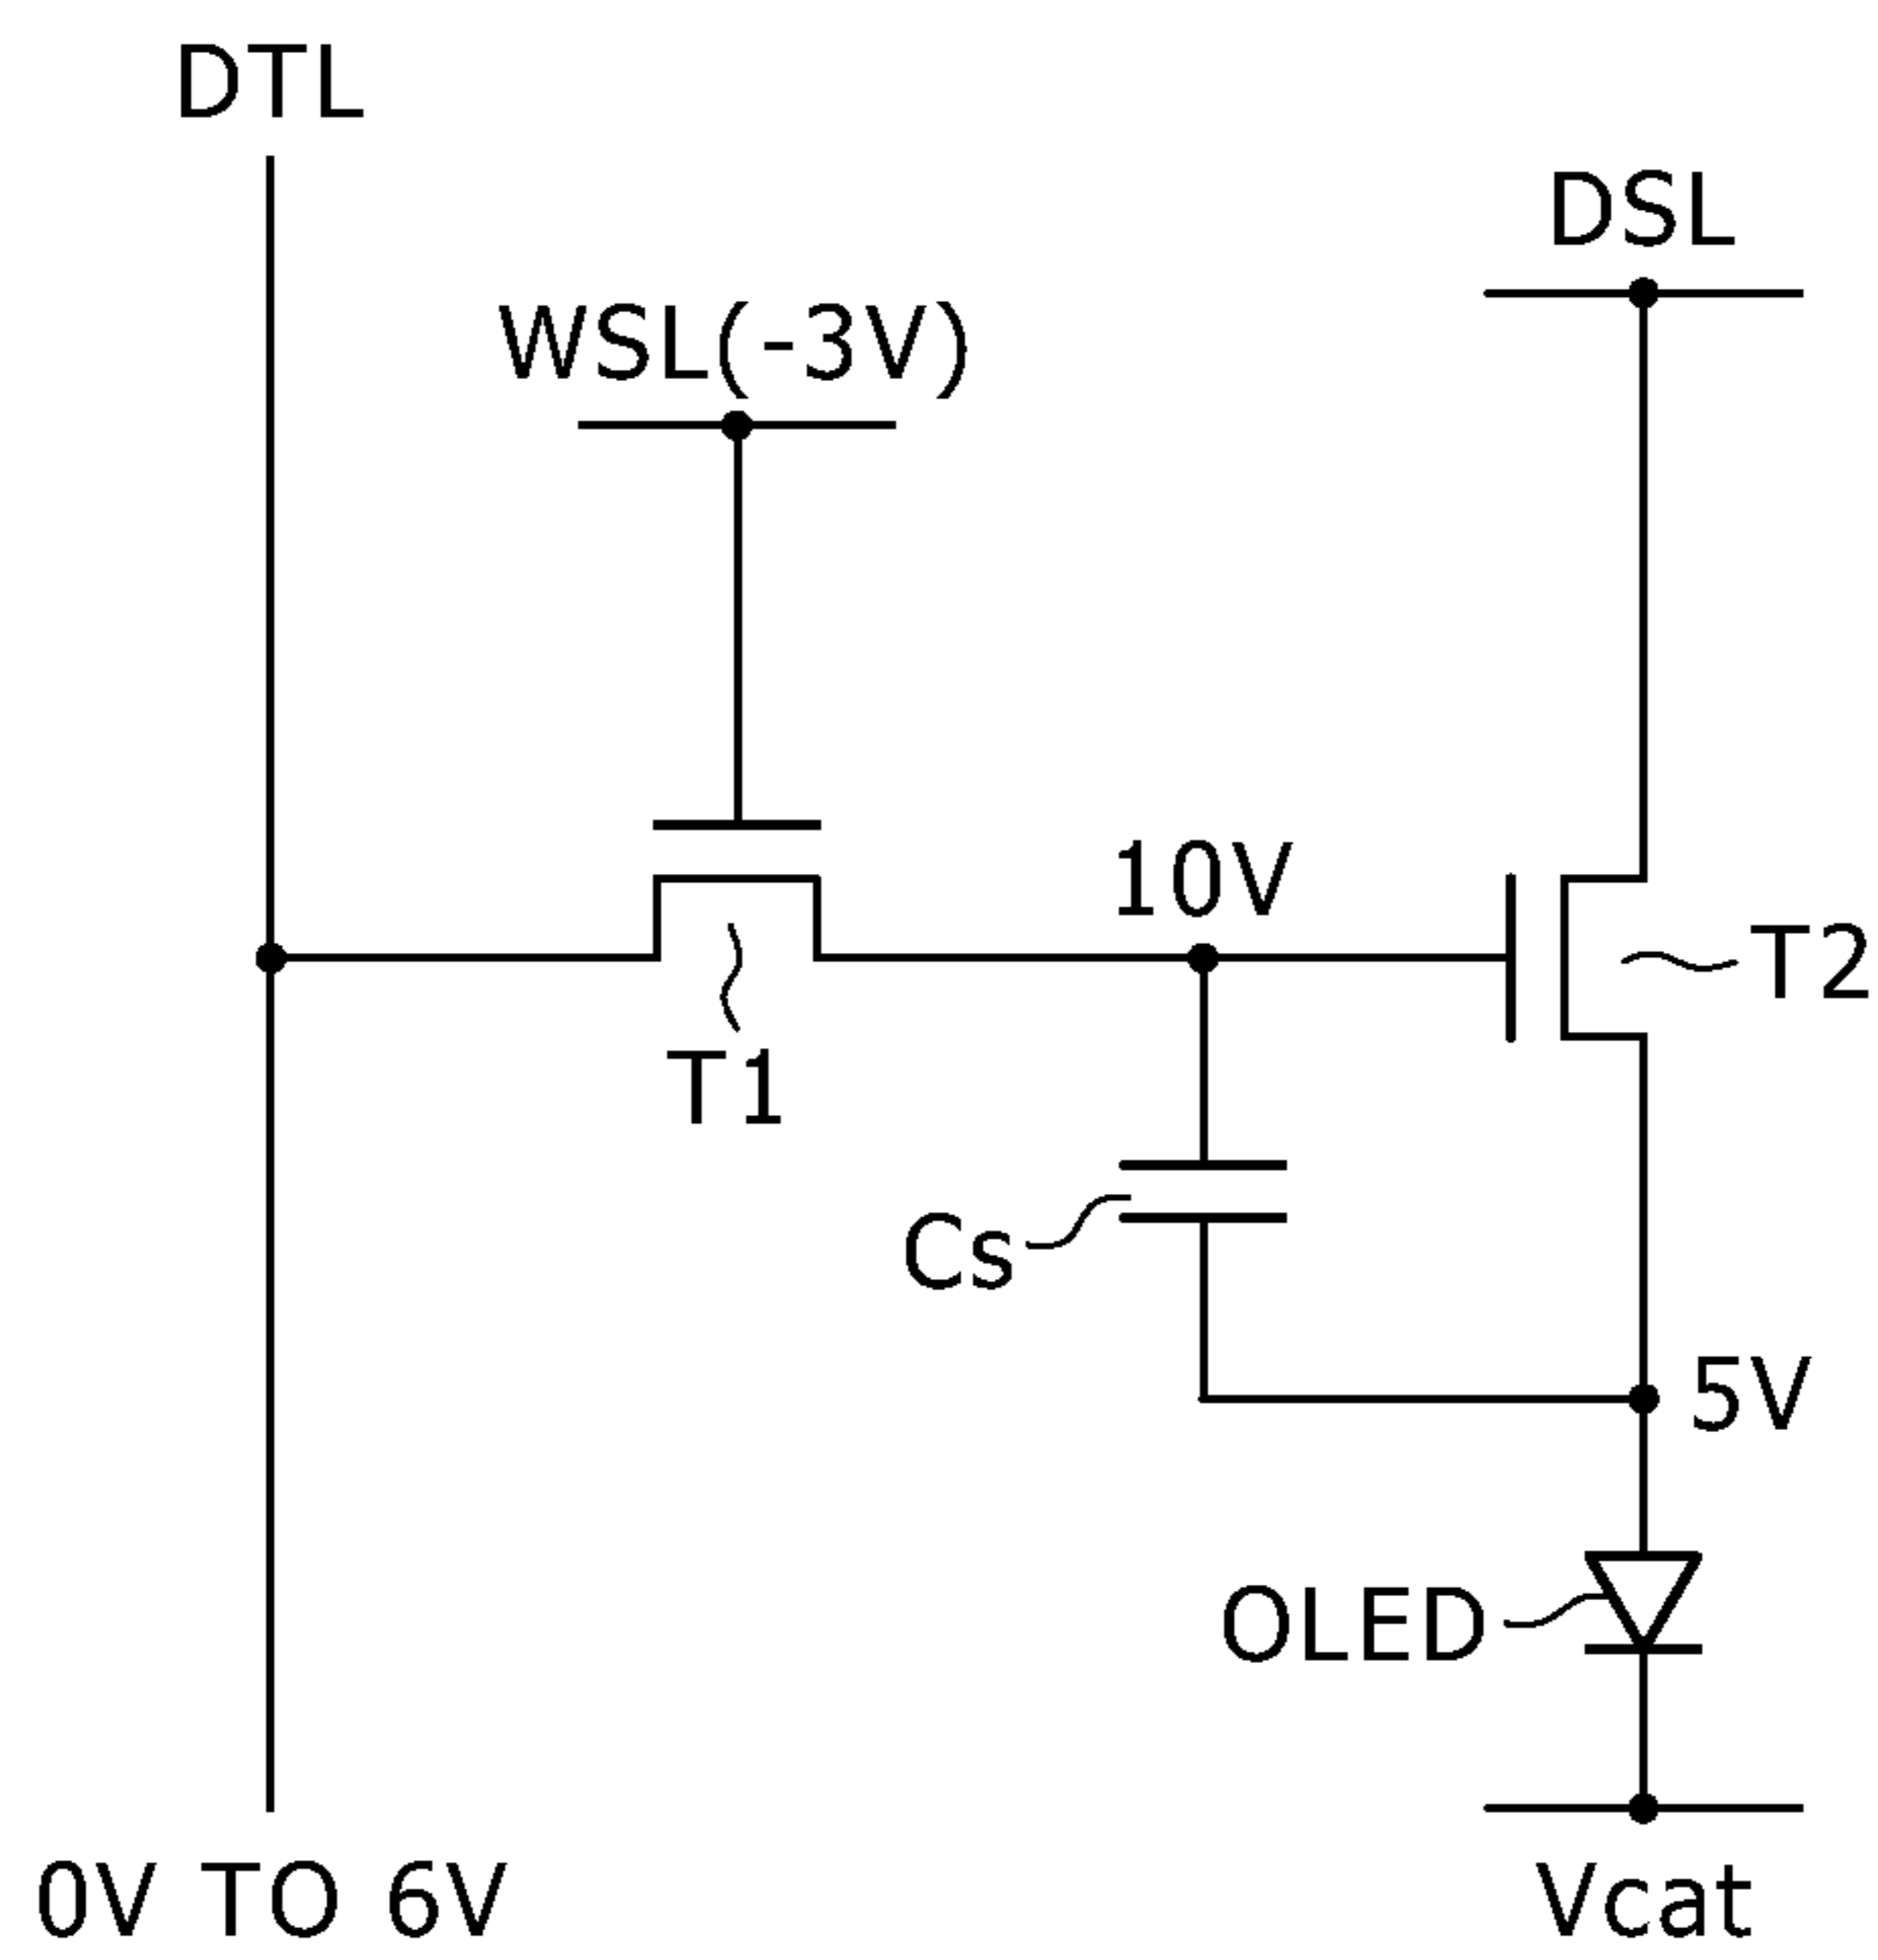 DTL
DSL
WSL(-3V)
10V
T2
T1
Cs
5V
OLED
0V TO 6V
Vcat